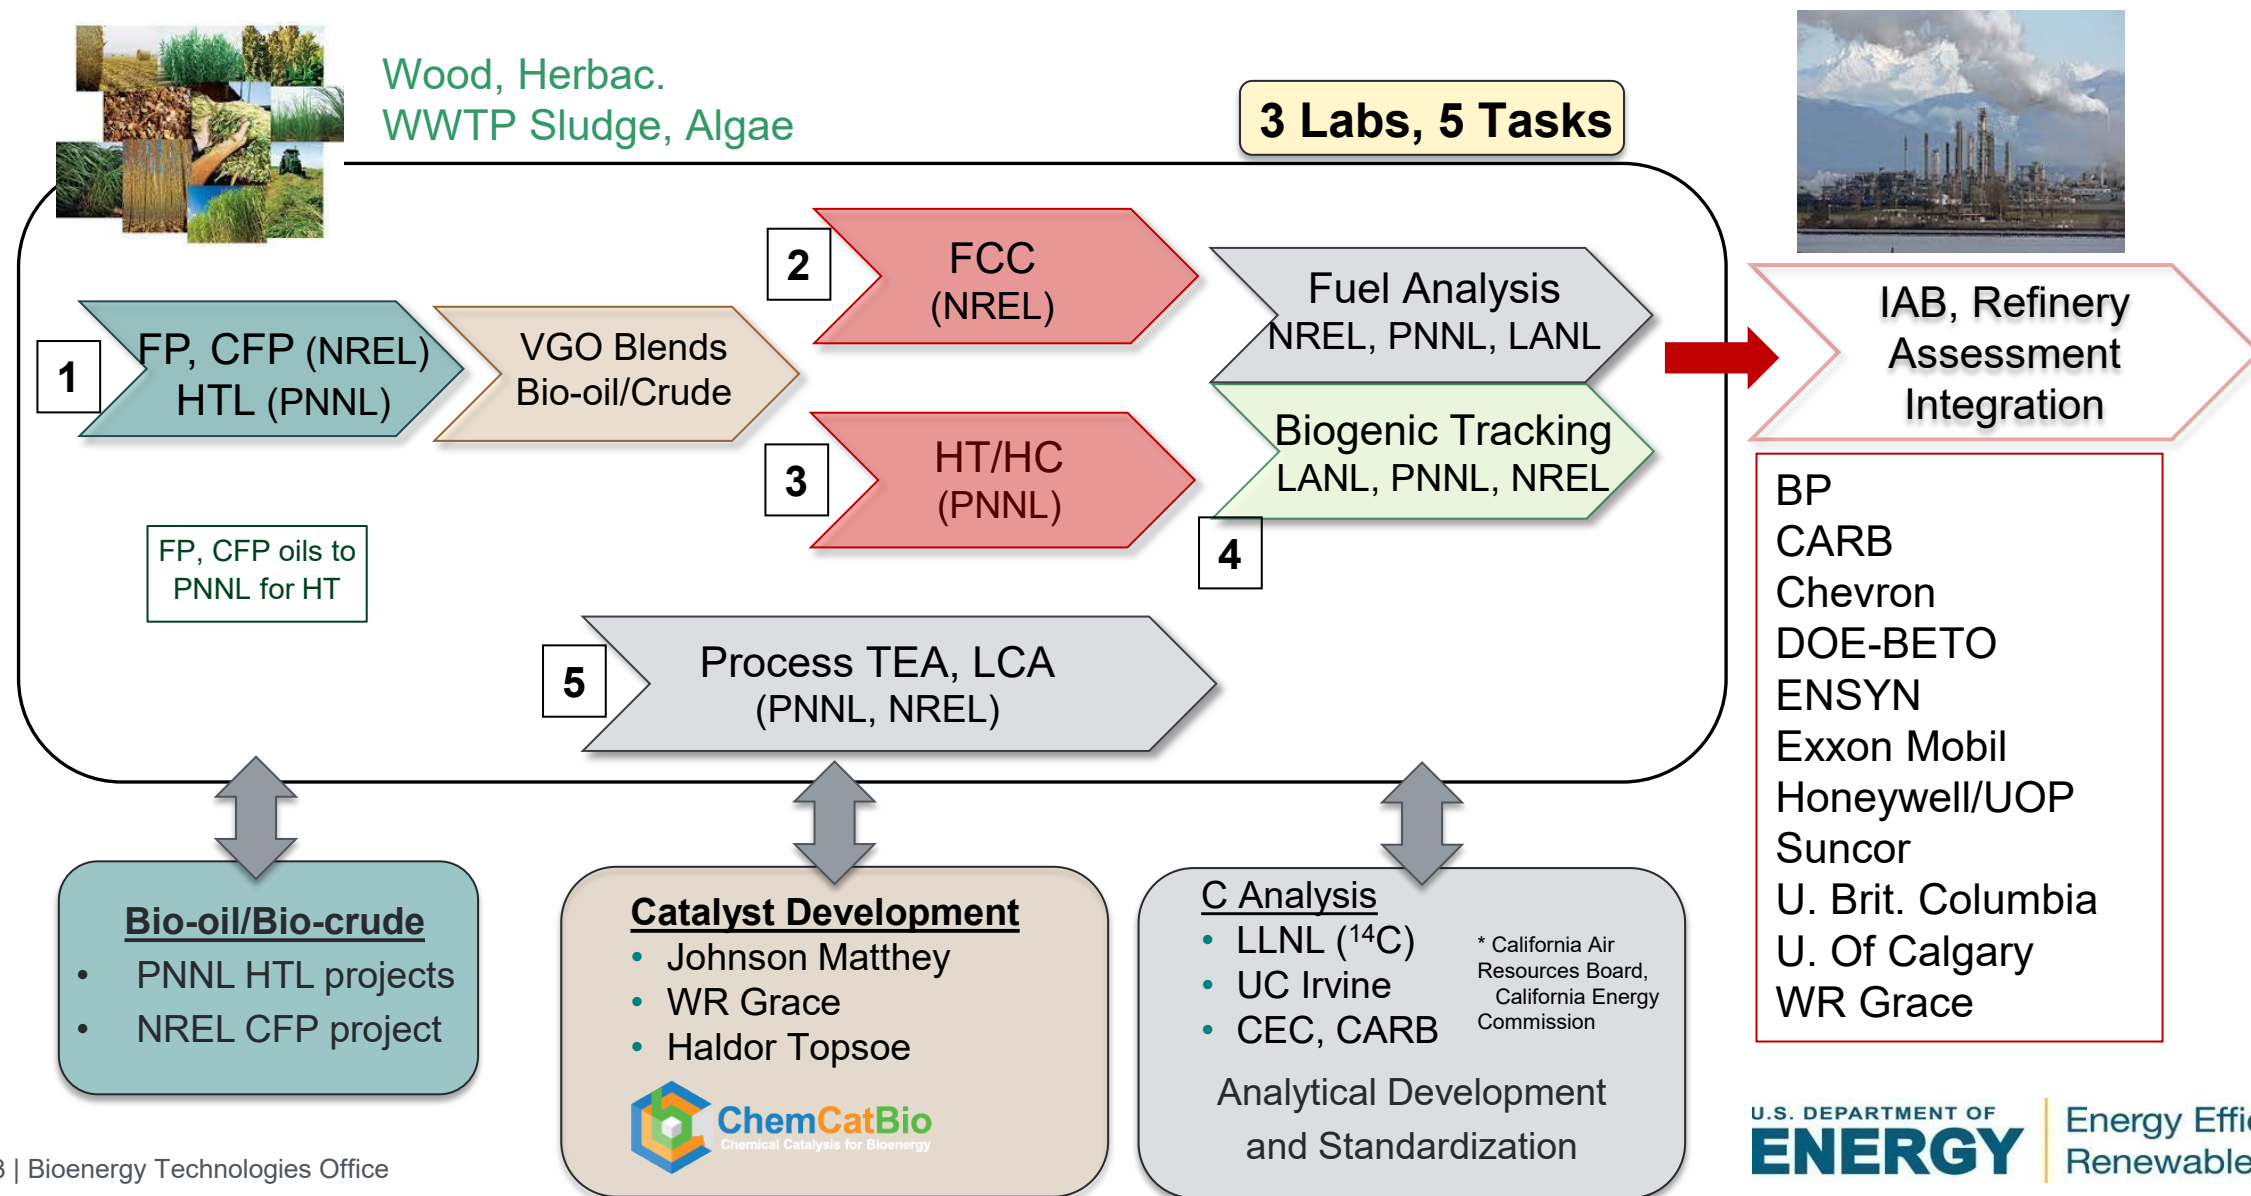 Wood, Herbac.
WWTP Sludge, Algae
3 Labs, 5 Tasks
1
FP, CFP (NREL)
HTL (PNNL)
VGO Blends
Bio-oil/Crude
2
FCC
(NREL)
3
HT/HC
(PNNL)
Fuel Analysis
NREL, PNNL, LANL
Biogenic Tracking
LANL, PNNL, NREL
4
FP, CFP oils to
PNNL for HT
5
Process TEA, LCA
(PNNL, NREL)
IAB, Refinery
Assessment
Integration
BP
CARB
Chevron
DOE-BETO
ENSYN
Exxon Mobil
Honeywell/UOP
Suncor
U. Brit. Columbia
U. Of Calgary
WR Grace
Bio-oil/Bio-crude
• PNNL HTL projects
• NREL CFP project
Catalyst Development
• Johnson Matthey
• WR Grace
• Haldor Topsoe
ChemCatBio
Chemical Catalysis for Bioenergy
C Analysis
• LLNL (¹⁴C)
• UC Irvine
• CEC, CARB
* California Air
Resources Board,
California Energy
Commission
Analytical Development
and Standardization
| Bioenergy Technologies Office
U.S. DEPARTMENT OF
ENERGY
Energy
Renewable